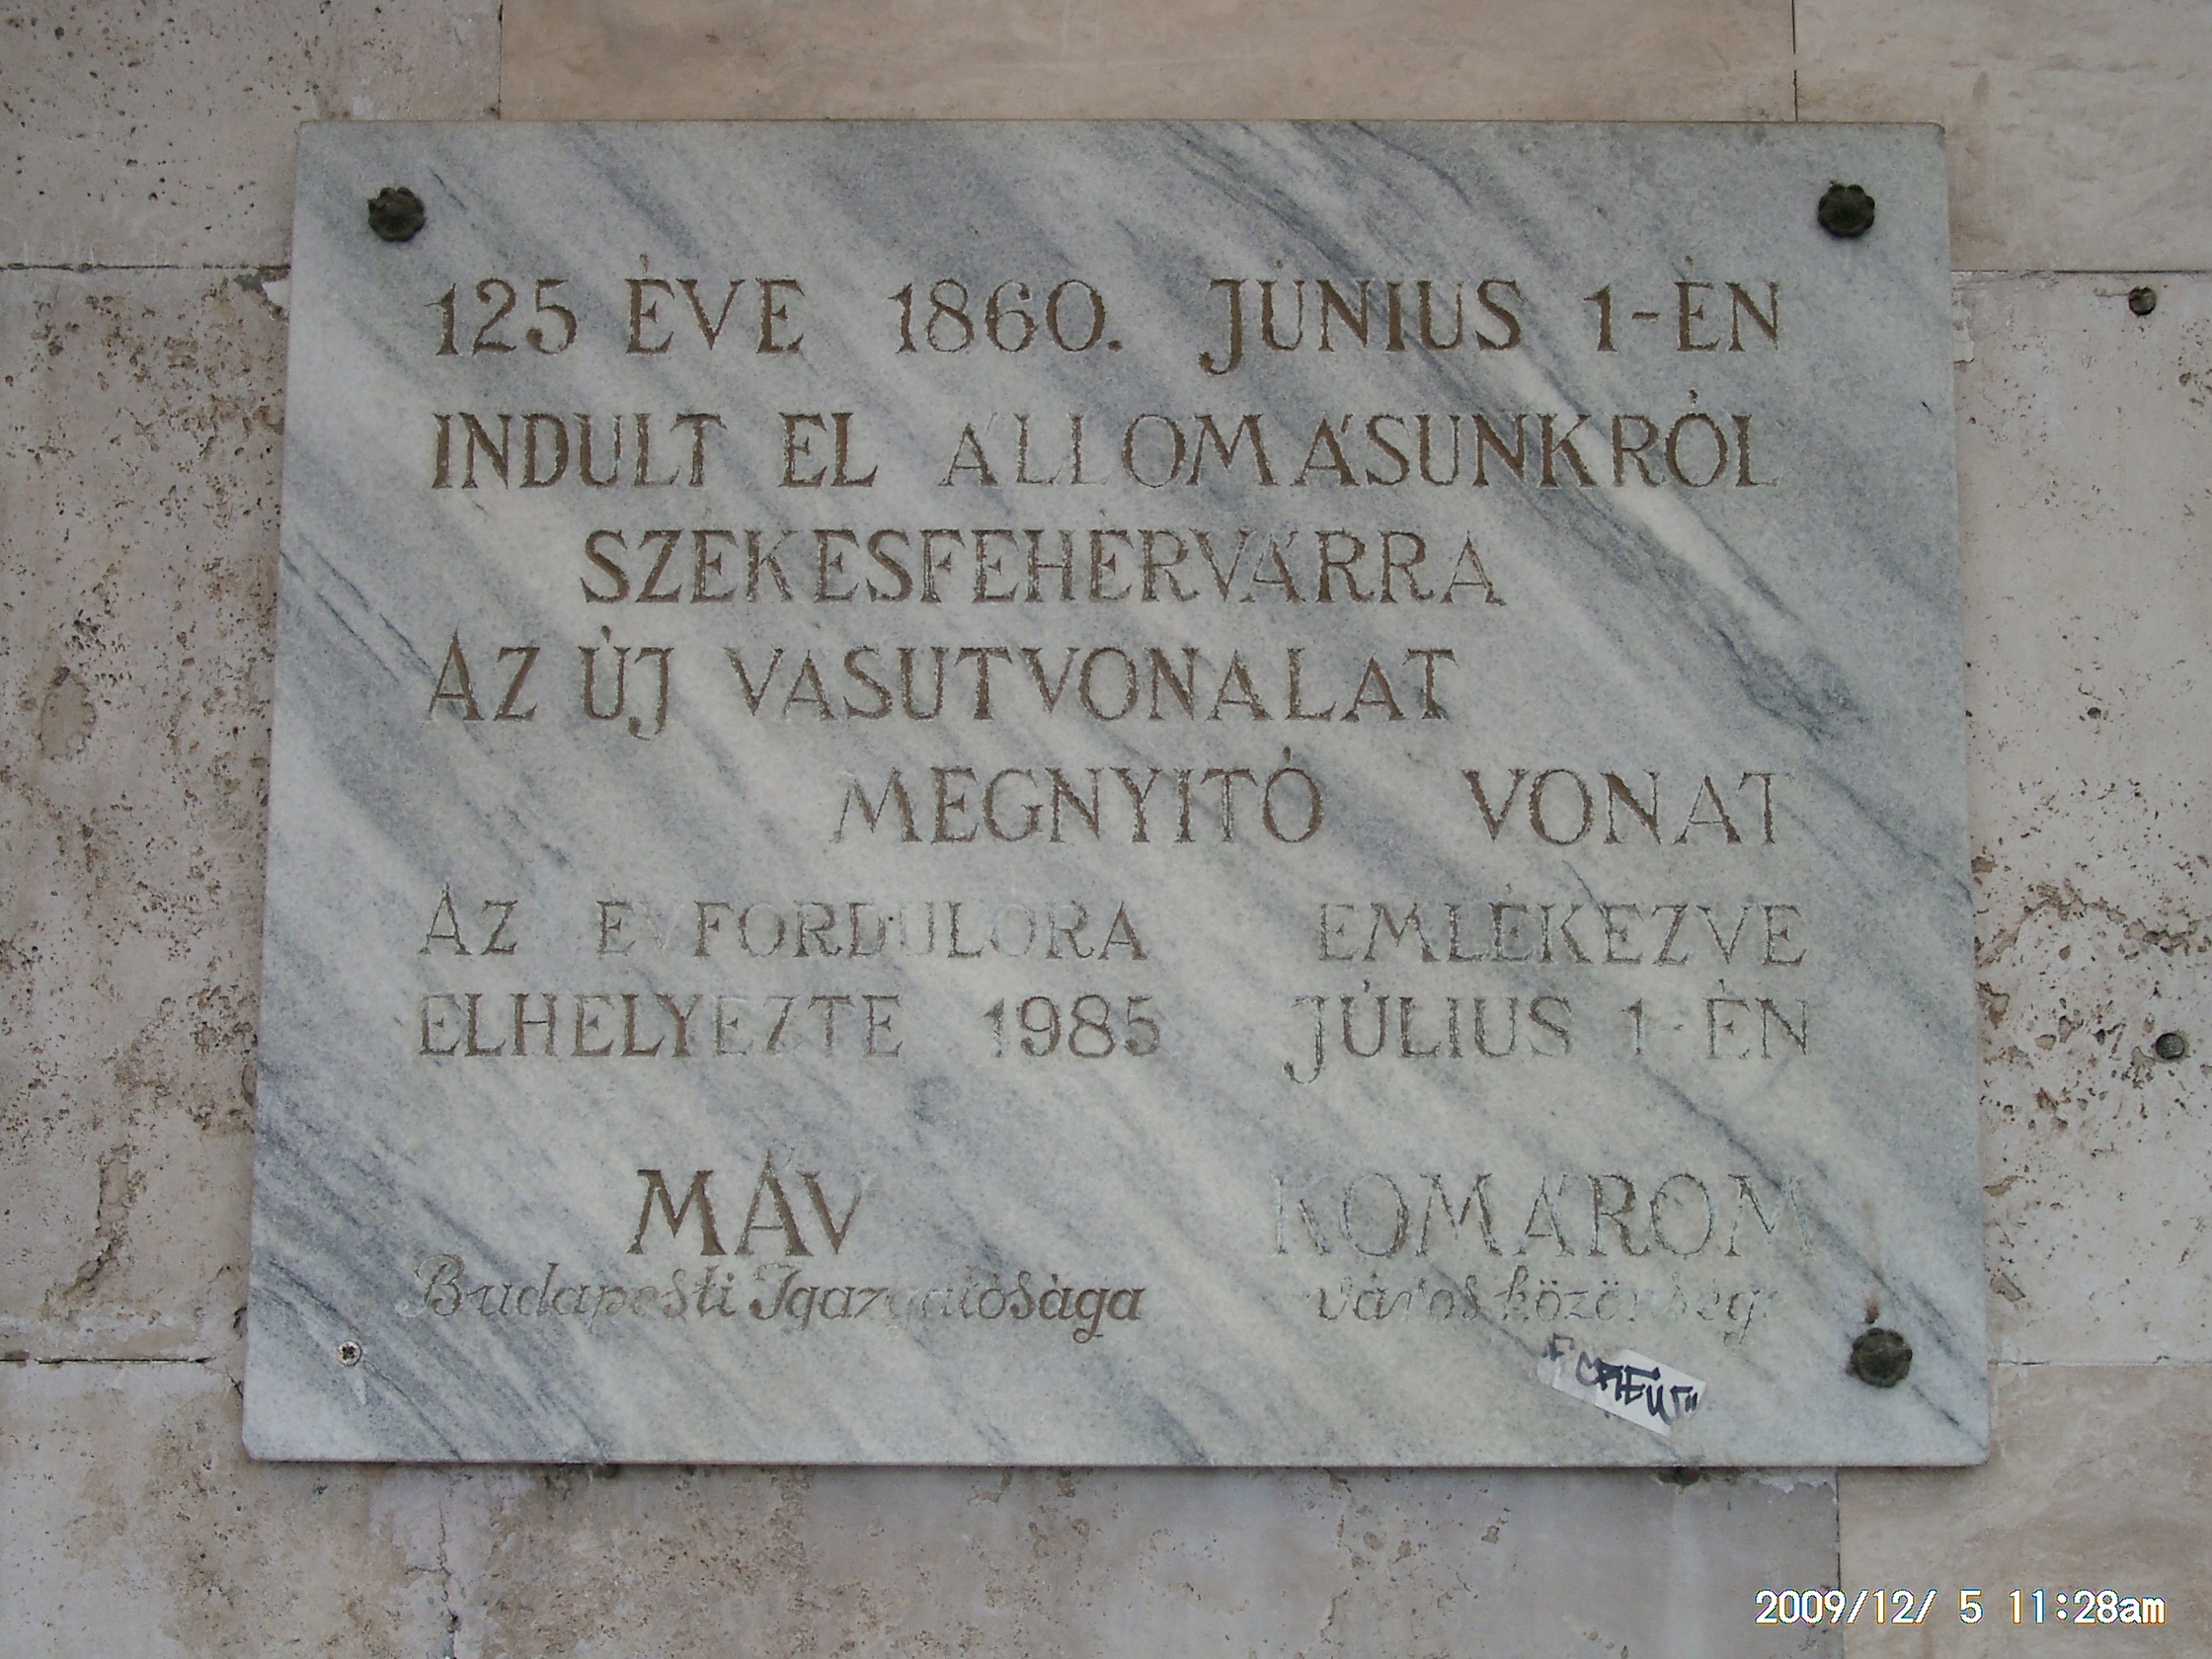 125 ÉVE 1860. JÚNIUS 1-ÉN
INDULT EL ÁLLOMÁSUNKRÓL
SZÉKESFEHÉRVÁRRA
AZ ÚJ VASUTVONALAT
MEGNYITÓ VONAT
AZ ÉVFORDULÓRA EMLÉKEZVE
ELHELYEZTE 1985 JÚLIUS 1-ÉN
MÁV KOMÁROM
Budapesti Igazgatósága város közönsége
2009/12/ 5 11:28am